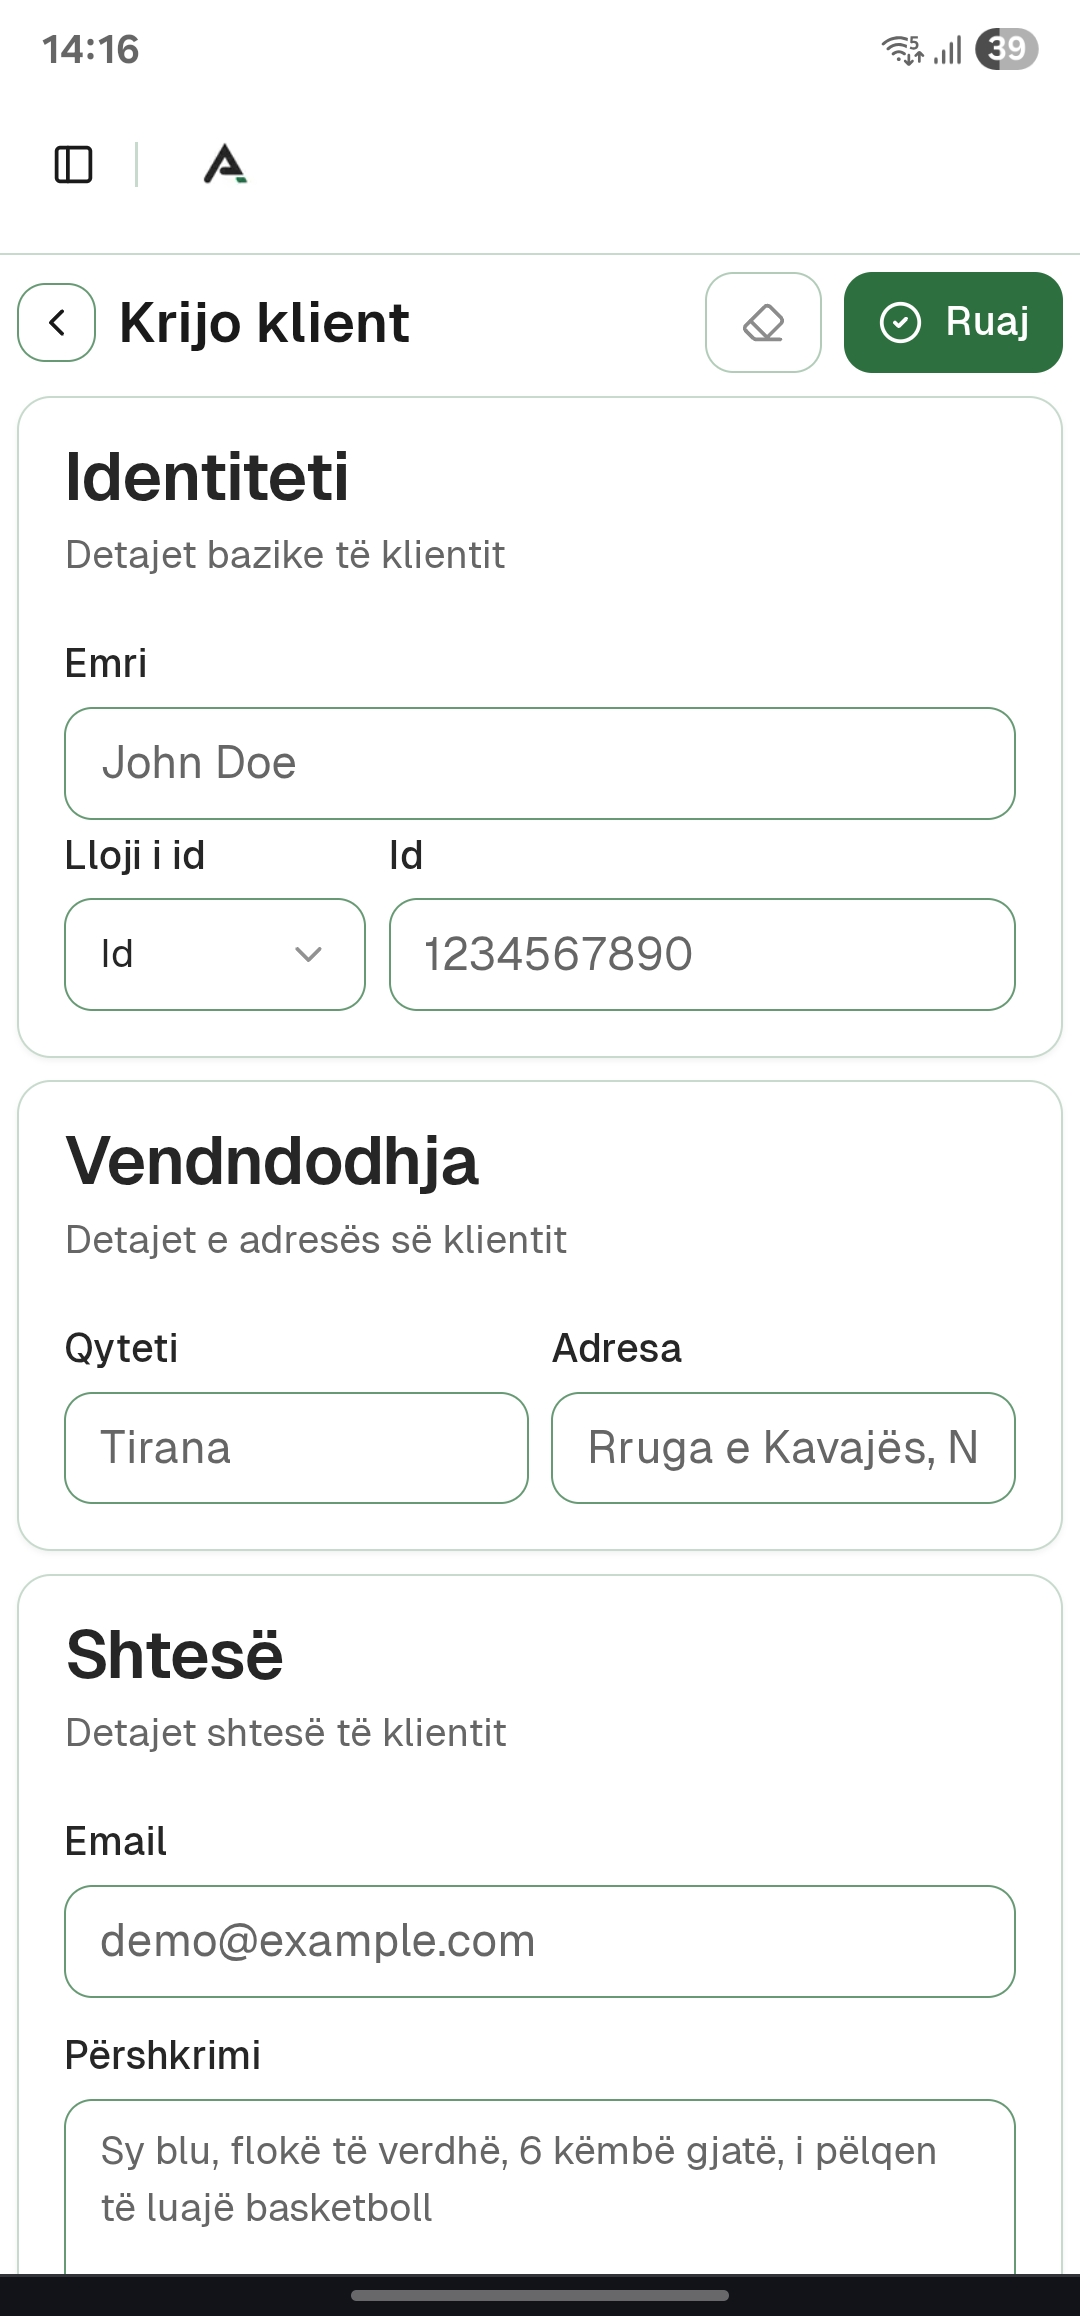 14:16
5
39
Krijo klient
Ruaj
Identiteti
Detajet bazike të klientit
Emri
John Doe
Lloji i id
Id
Id
1234567890
Vendndodhja
Detajet e adresës së klientit
Qyteti
Adresa
Tirana
Rruga e Kavajës, N
Shtesë
Detajet shtesë të klientit
Email
demo@example.com
Përshkrimi
Sy blu, flokë të verdhë, 6 këmbë gjatë, i pëlqen
të luajë basketboll